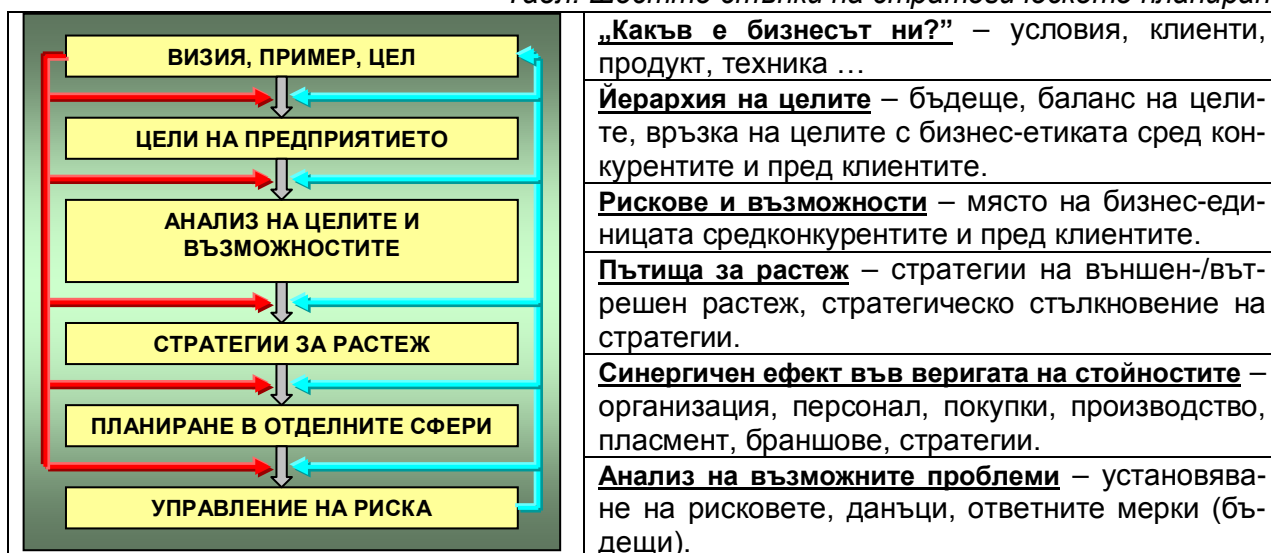 Табл. Шестте стъпки на стратегическото планиран
ВИЗИЯ, ПРИМЕР, ЦЕЛ
ЦЕЛИ НА ПРЕДПРИЯТИЕТО
АНАЛИЗ НА ЦЕЛИТЕ И
ВЪЗМОЖНОСТИТЕ
СТРАТЕГИИ ЗА РАСТЕЖ
ПЛАНИРАНЕ В ОТДЕЛНИТЕ СФЕРИ
УПРАВЛЕНИЕ НА РИСКА
„Какъв е бизнесът ни?” – условия, клиенти,
продукт, техника …
Йерархия на целите – бъдеще, баланс на цели-
те, връзка на целите с бизнес-етиката сред кон-
курентите и пред клиентите.
Рискове и възможности – място на бизнес-еди-
ницата средконкурентите и пред клиентите.
Пътища за растеж – стратегии на външен-/вът-
решен растеж, стратегическо стълкновение на
стратегии.
Синергичен ефект във веригата на стойностите –
организация, персонал, покупки, производство,
пласмент, браншове, стратегии.
Анализ на възможните проблеми – установява-
не на рисковете, данъци, ответните мерки (бъ-
дещи).